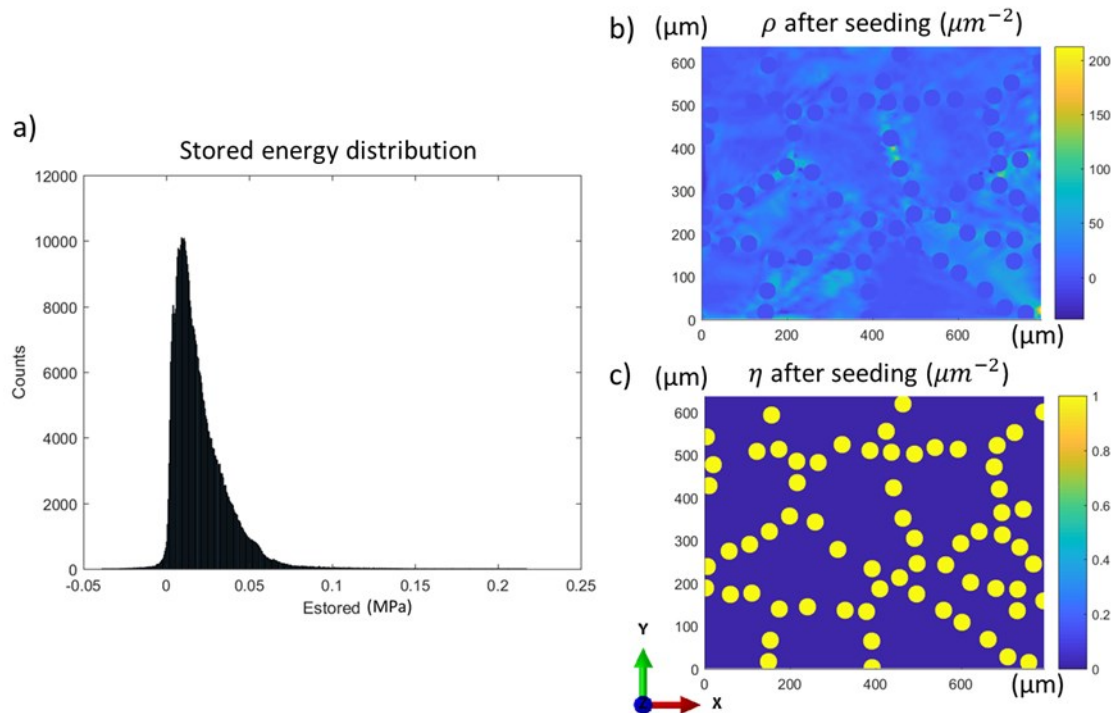 a)
Stored energy distribution
12000
10000
8000
6000
4000
2000
0
-0.05 0 0.05 0.1 0.15 0.2 0.25
Counts
Estored (MPa)
b) (μm) ρ after seeding (μm⁻²)
600
500
400
300
200
100
0
200 400 600
(μm)
200
150
100
50
0
c) (μm) η after seeding (μm⁻²)
600
500
400
300
200
100
0
0 200 400 600
(μm)
1
0.8
0.6
0.4
0.2
0
Y
Z
X